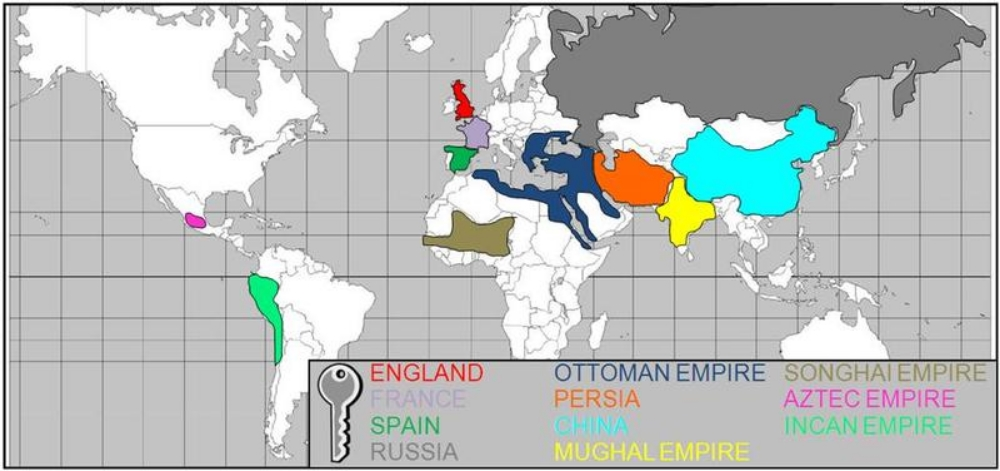 ENGLAND
FRANCE
SPAIN
RUSSIA
OTTOMAN EMPIRE
PERSIA
CHINA
MUGHAL EMPIRE
SONGHAI EMPIRE
AZTEC EMPIRE
INCAN EMPIRE